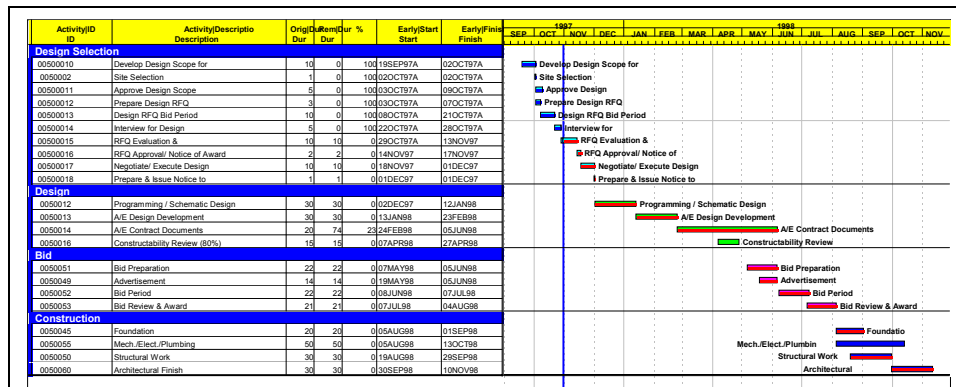 Activity|ID Activity|Descriptio Orig|Dur Rem|Dur % Early|Start Early|Finis 1997 1998
ID Description Dur Dur Start Finish SEP OCT NOV DEC JAN FEB MAR APR MAY JUN JUL AUG SEP OCT NOV
Design Selection
00500010 Develop Design Scope for 10 0 100 19SEP97A 02OCT97A Develop Design Scope for
0050002 Site Selection 1 0 100 02OCT97A 02OCT97A Site Selection
00500011 Approve Design Scope 5 0 100 03OCT97A 09OCT97A Approve Design
00500012 Prepare Design RFQ 3 0 100 03OCT97A 07OCT97A Prepare Design RFQ
00500013 Design RFQ Bid Period 10 0 100 08OCT97A 21OCT97A Design RFQ Bid Period
00500014 Interview for Design 5 0 100 22OCT97A 28OCT97A Interview for
00500015 RFQ Evaluation & 10 10 0 29OCT97A 13NOV97 RFQ Evaluation &
00500016 RFQ Approval/ Notice of Award 2 2 0 14NOV97 17NOV97 RFQ Approval/ Notice of
00500017 Negotiate/ Execute Design 10 10 0 18NOV97 01DEC97 Negotiate/ Execute Design
00500018 Prepare & Issue Notice to 1 1 0 01DEC97 01DEC97 Prepare & Issue Notice to
Design
0050012 Programming / Schematic Design 30 30 0 02DEC97 12JAN98 Programming / Schematic Design
0050013 A/E Design Development 30 30 0 13JAN98 23FEB98 A/E Design Development
0050014 A/E Contract Documents 20 74 23 24FEB98 05JUN98 A/E Contract Documents
0050016 Constructability Review (80%) 15 15 0 07APR98 27APR98 Constructability Review
Bid
0050051 Bid Preparation 22 22 0 07MAY98 05JUN98 Bid Preparation
0050049 Advertisement 14 14 0 19MAY98 05JUN98 Advertisement
0050052 Bid Period 22 22 0 08JUN98 07JUL98 Bid Period
0050053 Bid Review & Award 21 21 0 07JUL98 04AUG98 Bid Review & Award
Construction
0050045 Foundation 20 20 0 05AUG98 01SEP98 Foundatio
0050055 Mech./Elect./Plumbing 50 50 0 05AUG98 13OCT98 Mech./Elect./Plumbin
0050050 Structural Work 30 30 0 19AUG98 29SEP98 Structural Work
0050060 Architectural Finish 30 30 0 30SEP98 10NOV98 Architectural